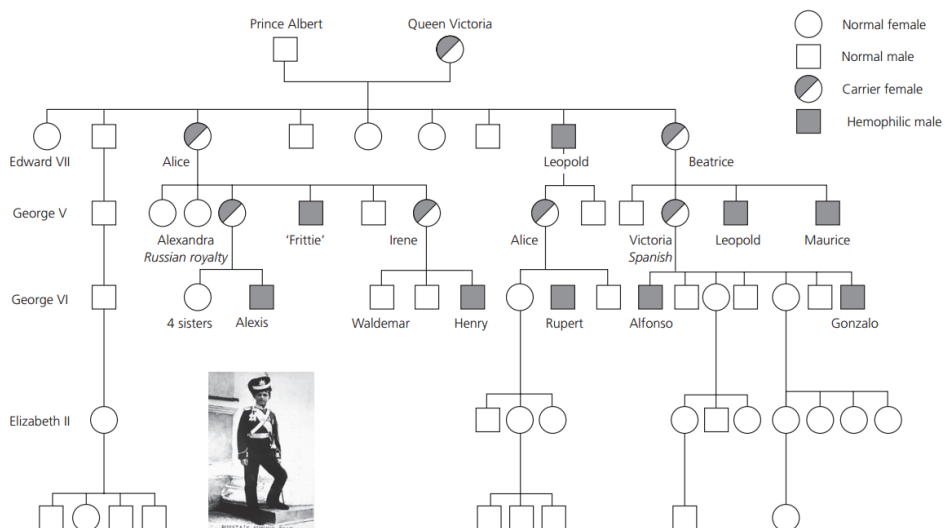 Prince Albert
Queen Victoria
Normal female
Normal male
Carrier female
Hemophilic male
Edward VII
Alice
Leopold
Beatrice
George V
Alexandra
Russian royalty
'Frittie'
Irene
Alice
Victoria
Spanish
Leopold
Maurice
George VI
4 sisters
Alexis
Waldemar
Henry
Rupert
Alfonso
Gonzalo
Elizabeth II